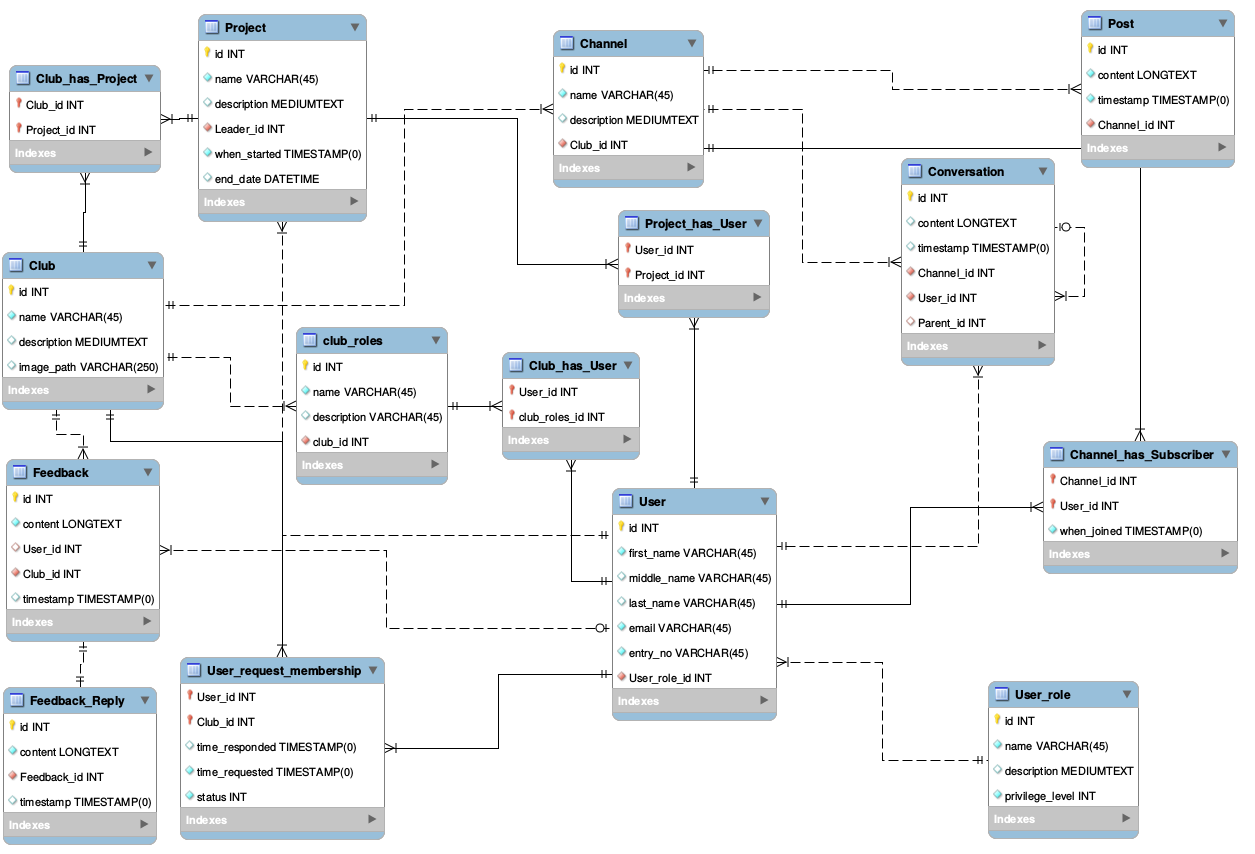 Project
id INT
name VARCHAR(45)
description MEDIUMTEXT
Leader_id INT
when_started TIMESTAMP(0)
end_date DATETIME
Indexes
Club_has_Project
Club_id INT
Project_id INT
Indexes
Channel
id INT
name VARCHAR(45)
description MEDIUMTEXT
Club_id INT
Indexes
Post
id INT
content LONGTEXT
timestamp TIMESTAMP(0)
Channel_id INT
Indexes
Conversation
id INT
content LONGTEXT
timestamp TIMESTAMP(0)
Channel_id INT
User_id INT
Parent_id INT
Indexes
Project_has_User
User_id INT
Project_id INT
Indexes
Club
id INT
name VARCHAR(45)
description MEDIUMTEXT
image_path VARCHAR(250)
Indexes
club_roles
id INT
name VARCHAR(45)
description VARCHAR(45)
club_id INT
Indexes
Club_has_User
User_id INT
club_roles_id INT
Indexes
Feedback
id INT
content LONGTEXT
User_id INT
Club_id INT
timestamp TIMESTAMP(0)
Indexes
User
id INT
first_name VARCHAR(45)
middle_name VARCHAR(45)
last_name VARCHAR(45)
email VARCHAR(45)
entry_no VARCHAR(45)
User_role_id INT
Indexes
Channel_has_Subscriber
Channel_id INT
User_id INT
when_joined TIMESTAMP(0)
Indexes
Feedback_Reply
id INT
content LONGTEXT
Feedback_id INT
timestamp TIMESTAMP(0)
Indexes
User_request_membership
User_id INT
Club_id INT
time_responded TIMESTAMP(0)
time_requested TIMESTAMP(0)
status INT
Indexes
User_role
id INT
name VARCHAR(45)
description MEDIUMTEXT
privilege_level INT
Indexes